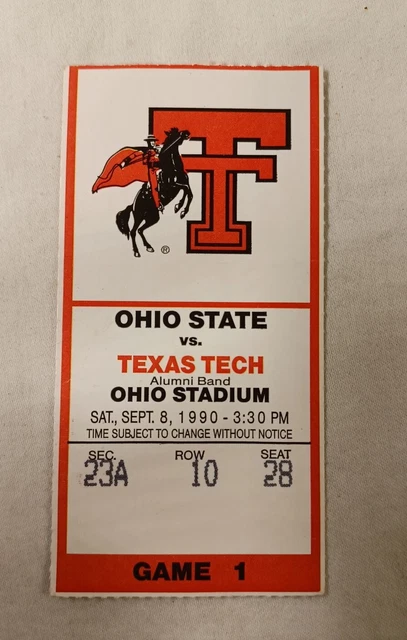 T
®
OHIO STATE
vs.
TEXAS TECH
Alumni Band
OHIO STADIUM
SAT., SEPT. 8, 1990 - 3:30 PM
TIME SUBJECT TO CHANGE WITHOUT NOTICE
SEC. ROW SEAT
23A 10 28
GAME 1